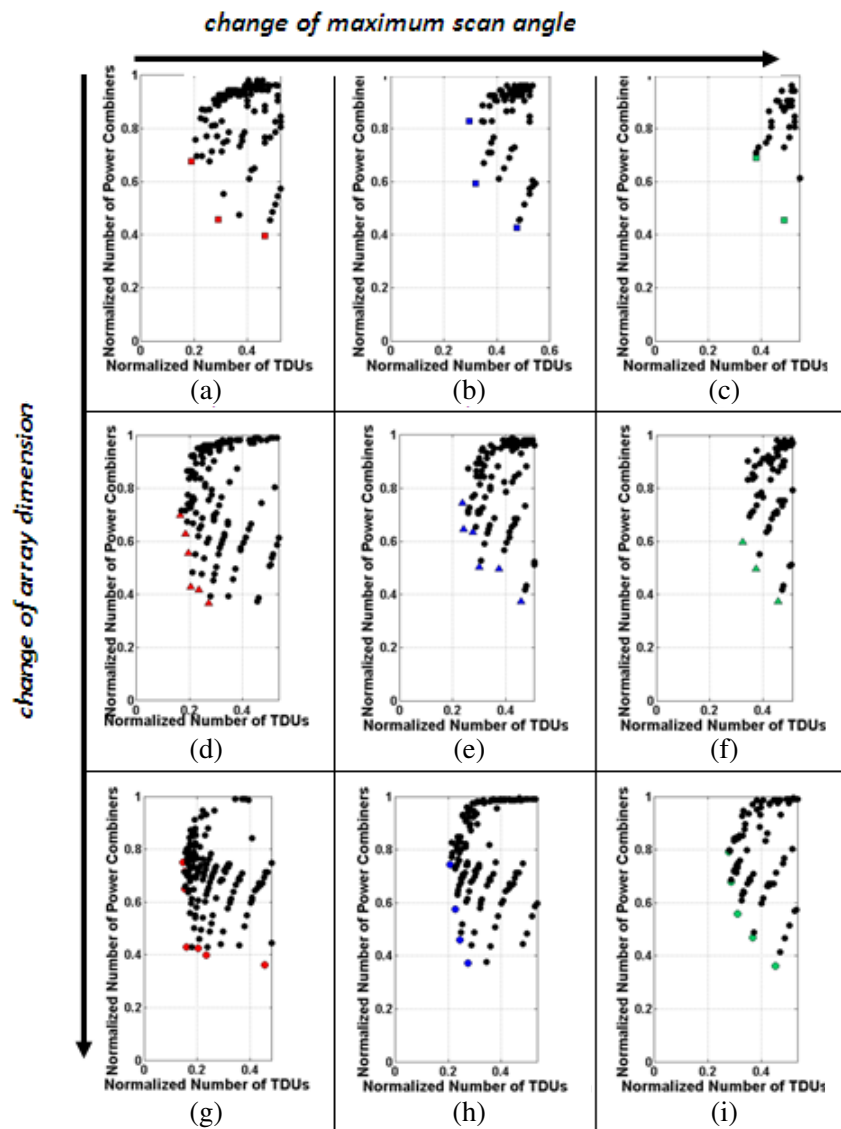 change of maximum scan angle
change of array dimension
Normalized Number of Power Combiners
1
0.8
0.6
0.4
0.2
0
0 0.2 0.4
Normalized Number of TDUs
(a)
Normalized Number of Power Combiners
1
0.8
0.6
0.4
0.2
0
0 0.2 0.4 0.6
Normalized Number of TDUs
(b)
Normalized Number of Power Combiners
1
0.8
0.6
0.4
0.2
0
0 0.2 0.4
Normalized Number of TDUs
(c)
Normalized Number of Power Combiners
1
0.8
0.6
0.4
0.2
0
0 0.2 0.4
Normalized Number of TDUs
(d)
Normalized Number of Power Combiners
1
0.8
0.6
0.4
0.2
0
0 0.2 0.4
Normalized Number of TDUs
(e)
Normalized Number of Power Combiners
1
0.8
0.6
0.4
0.2
0
0 0.2 0.4
Normalized Number of TDUs
(f)
Normalized Number of Power Combiners
1
0.8
0.6
0.4
0.2
0
0 0.2 0.4
Normalized Number of TDUs
(g)
Normalized Number of Power Combiners
1
0.8
0.6
0.4
0.2
0
0 0.2 0.4
Normalized Number of TDUs
(h)
Normalized Number of Power Combiners
1
0.8
0.6
0.4
0.2
0
0 0.2 0.4
Normalized Number of TDUs
(i)